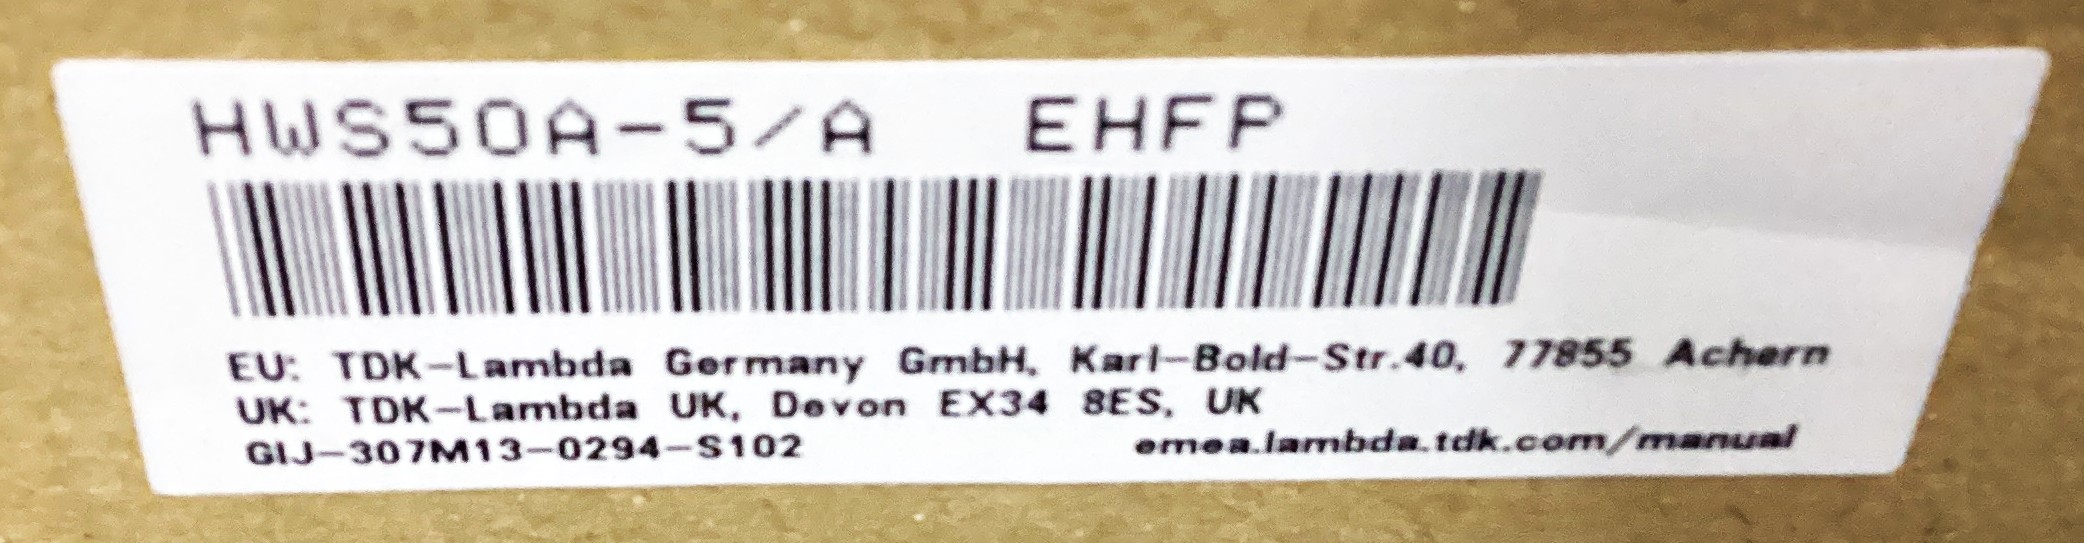 HWS50A-5/A EHFP
EU: TDK-Lambda Germany GmbH, Karl-Bold-Str.40, 77855 Achern
UK: TDK-Lambda UK, Devon EX34 8ES, UK
GIJ-307M13-0294-S102 emea.lambda.tdk.com/manual